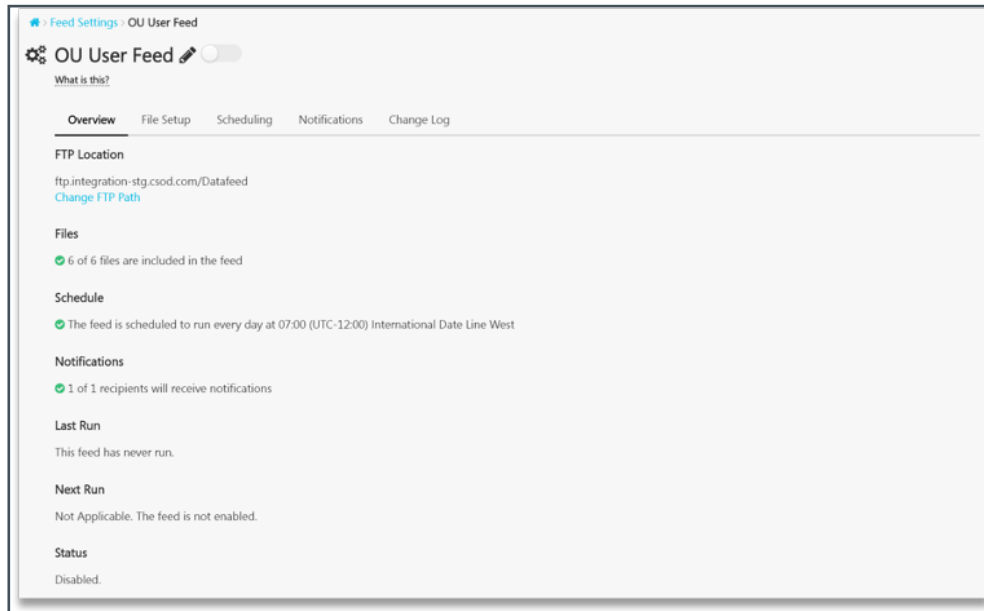 Feed Settings › OU User Feed
OU User Feed
What is this?
Overview File Setup Scheduling Notifications Change Log
FTP Location
ftp.integration-stg.csod.com/Datafeed
Change FTP Path
Files
6 of 6 files are included in the feed
Schedule
The feed is scheduled to run every day at 07:00 (UTC-12:00) International Date Line West
Notifications
1 of 1 recipients will receive notifications
Last Run
This feed has never run.
Next Run
Not Applicable. The feed is not enabled.
Status
Disabled.